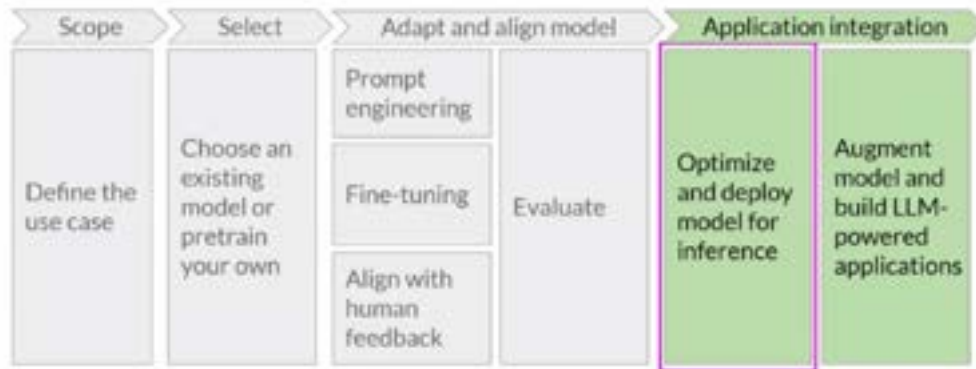 Scope
Select
Adapt and align model
Application integration
Define the
use case
Choose an
existing
model or
pretrain
your own
Prompt
engineering
Fine-tuning
Align with
human
feedback
Evaluate
Optimize
and deploy
model for
inference
Augment
model and
build LLM-
powered
applications